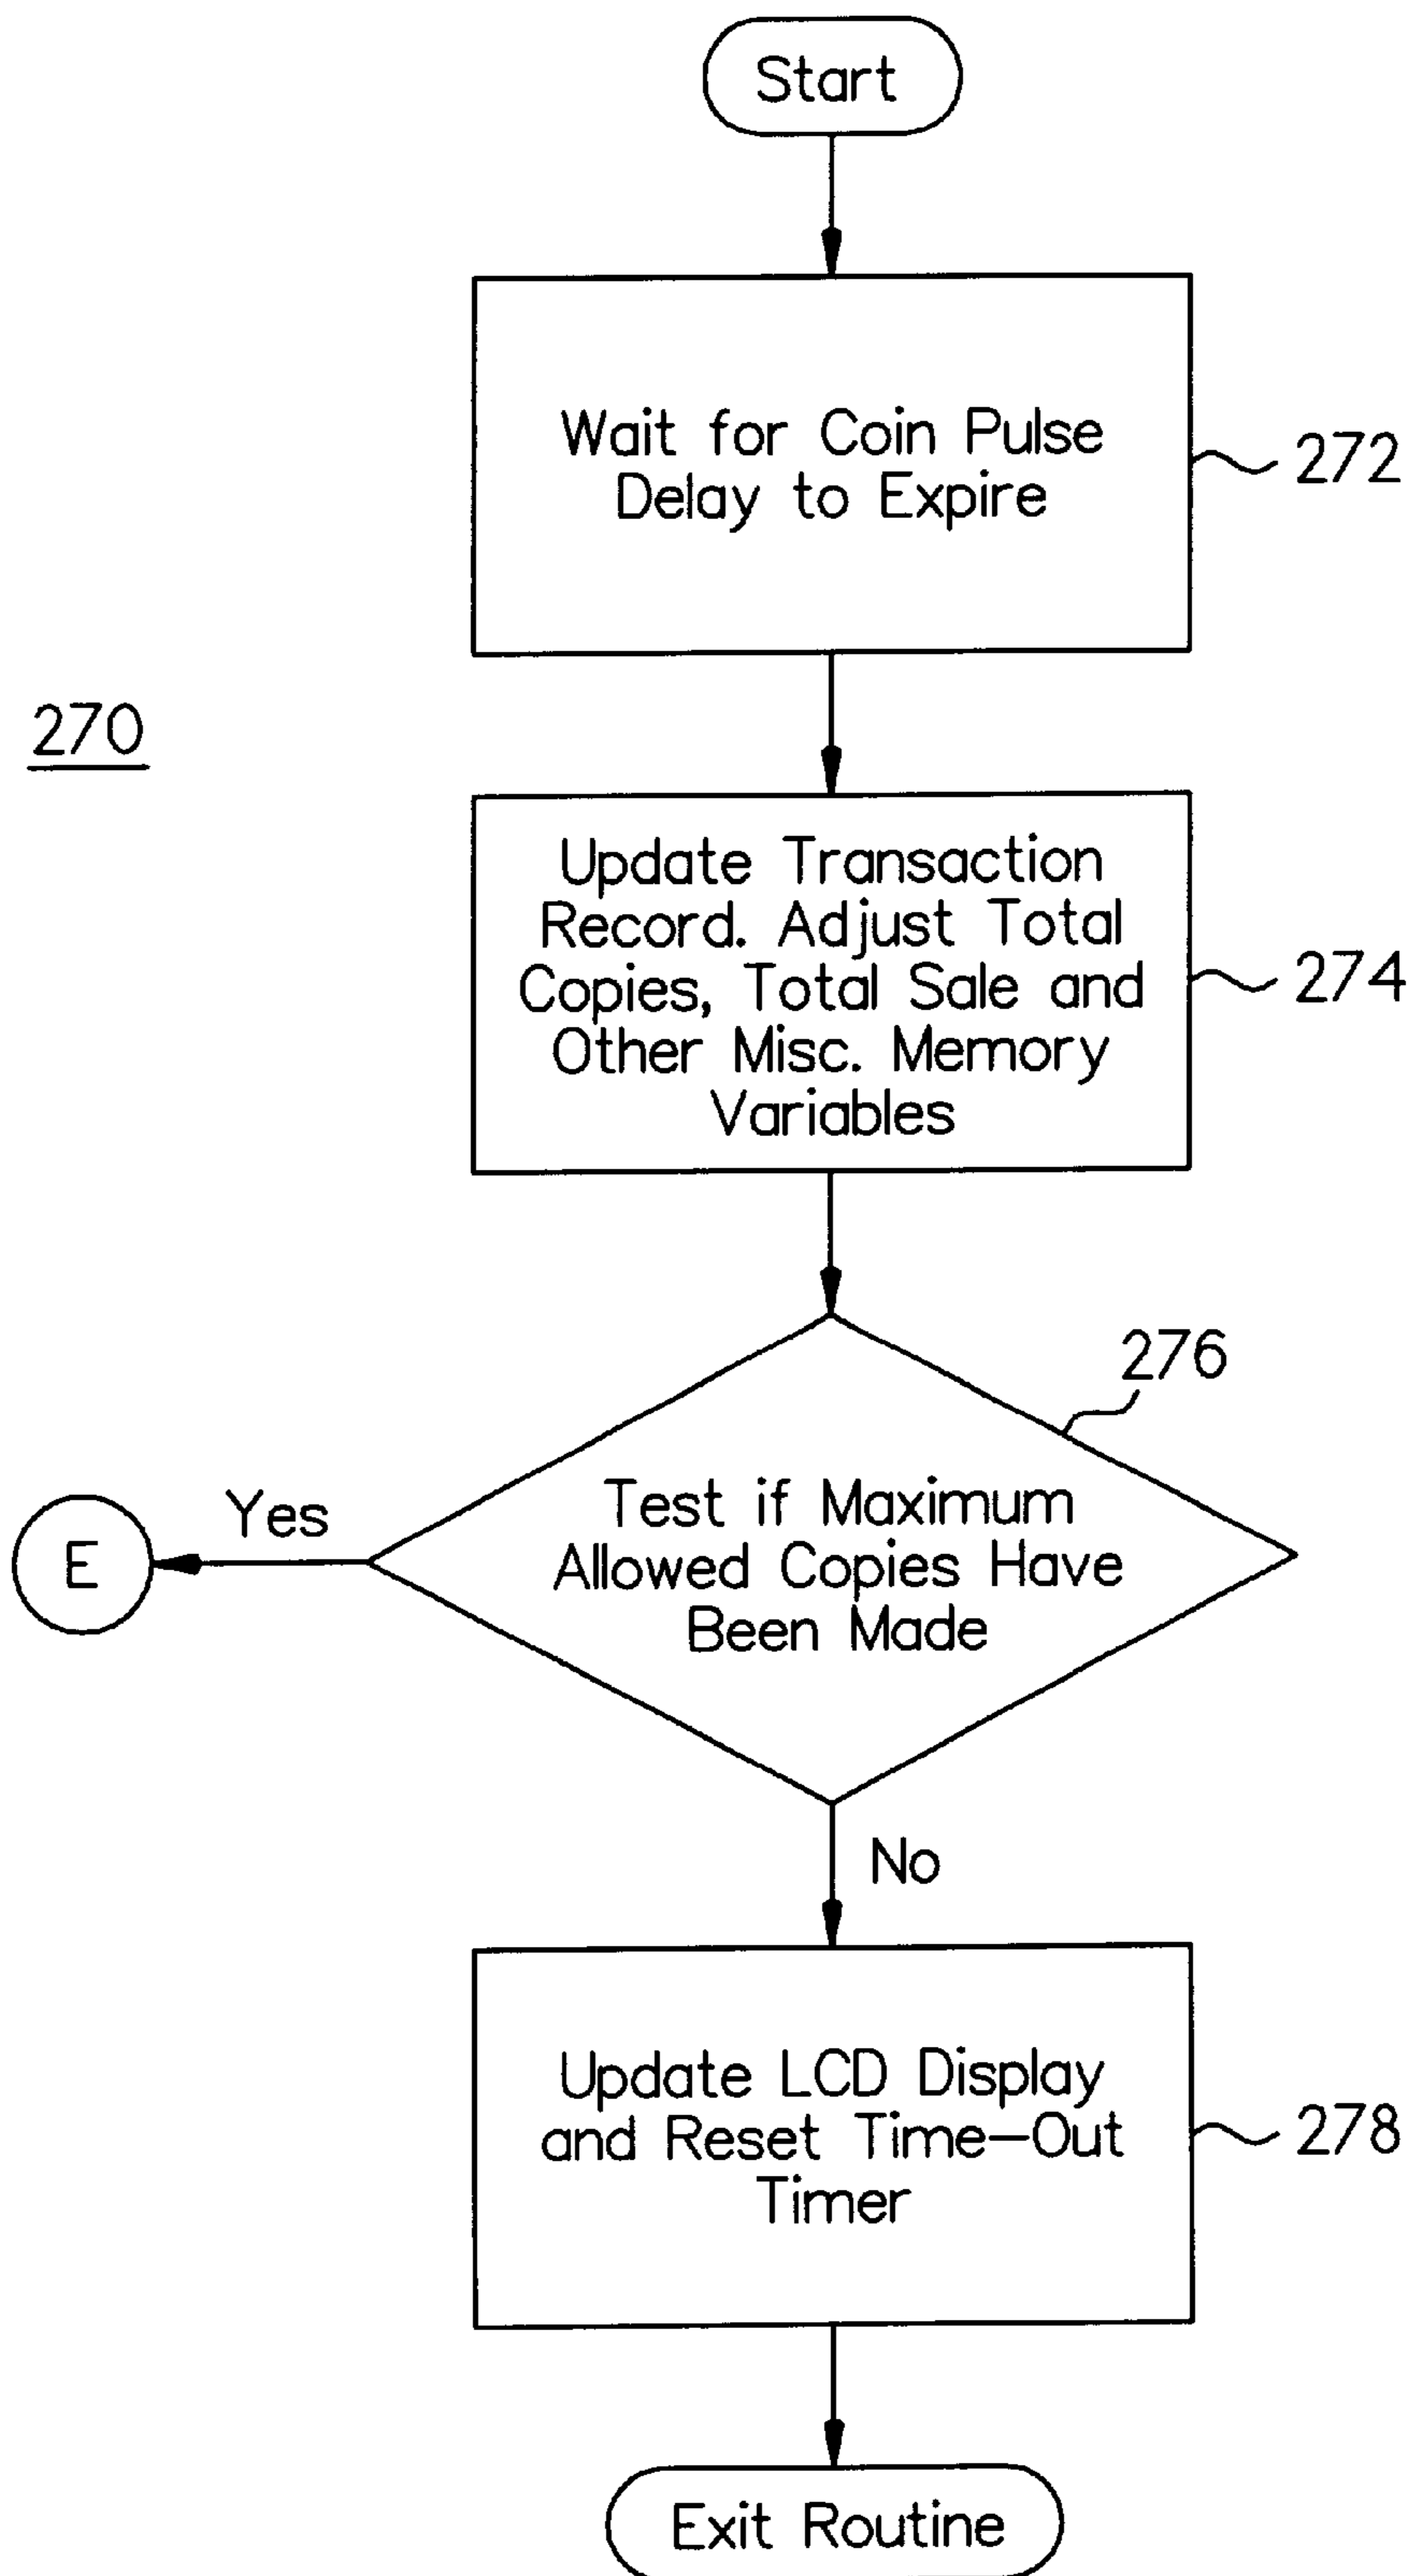 Start
Wait for Coin Pulse
Delay to Expire
272
270
Update Transaction
Record. Adjust Total
Copies, Total Sale and
Other Misc. Memory
Variables
274
276
Test if Maximum
Allowed Copies Have
Been Made
Yes
E
No
Update LCD Display
and Reset Time-Out
Timer
278
Exit Routine